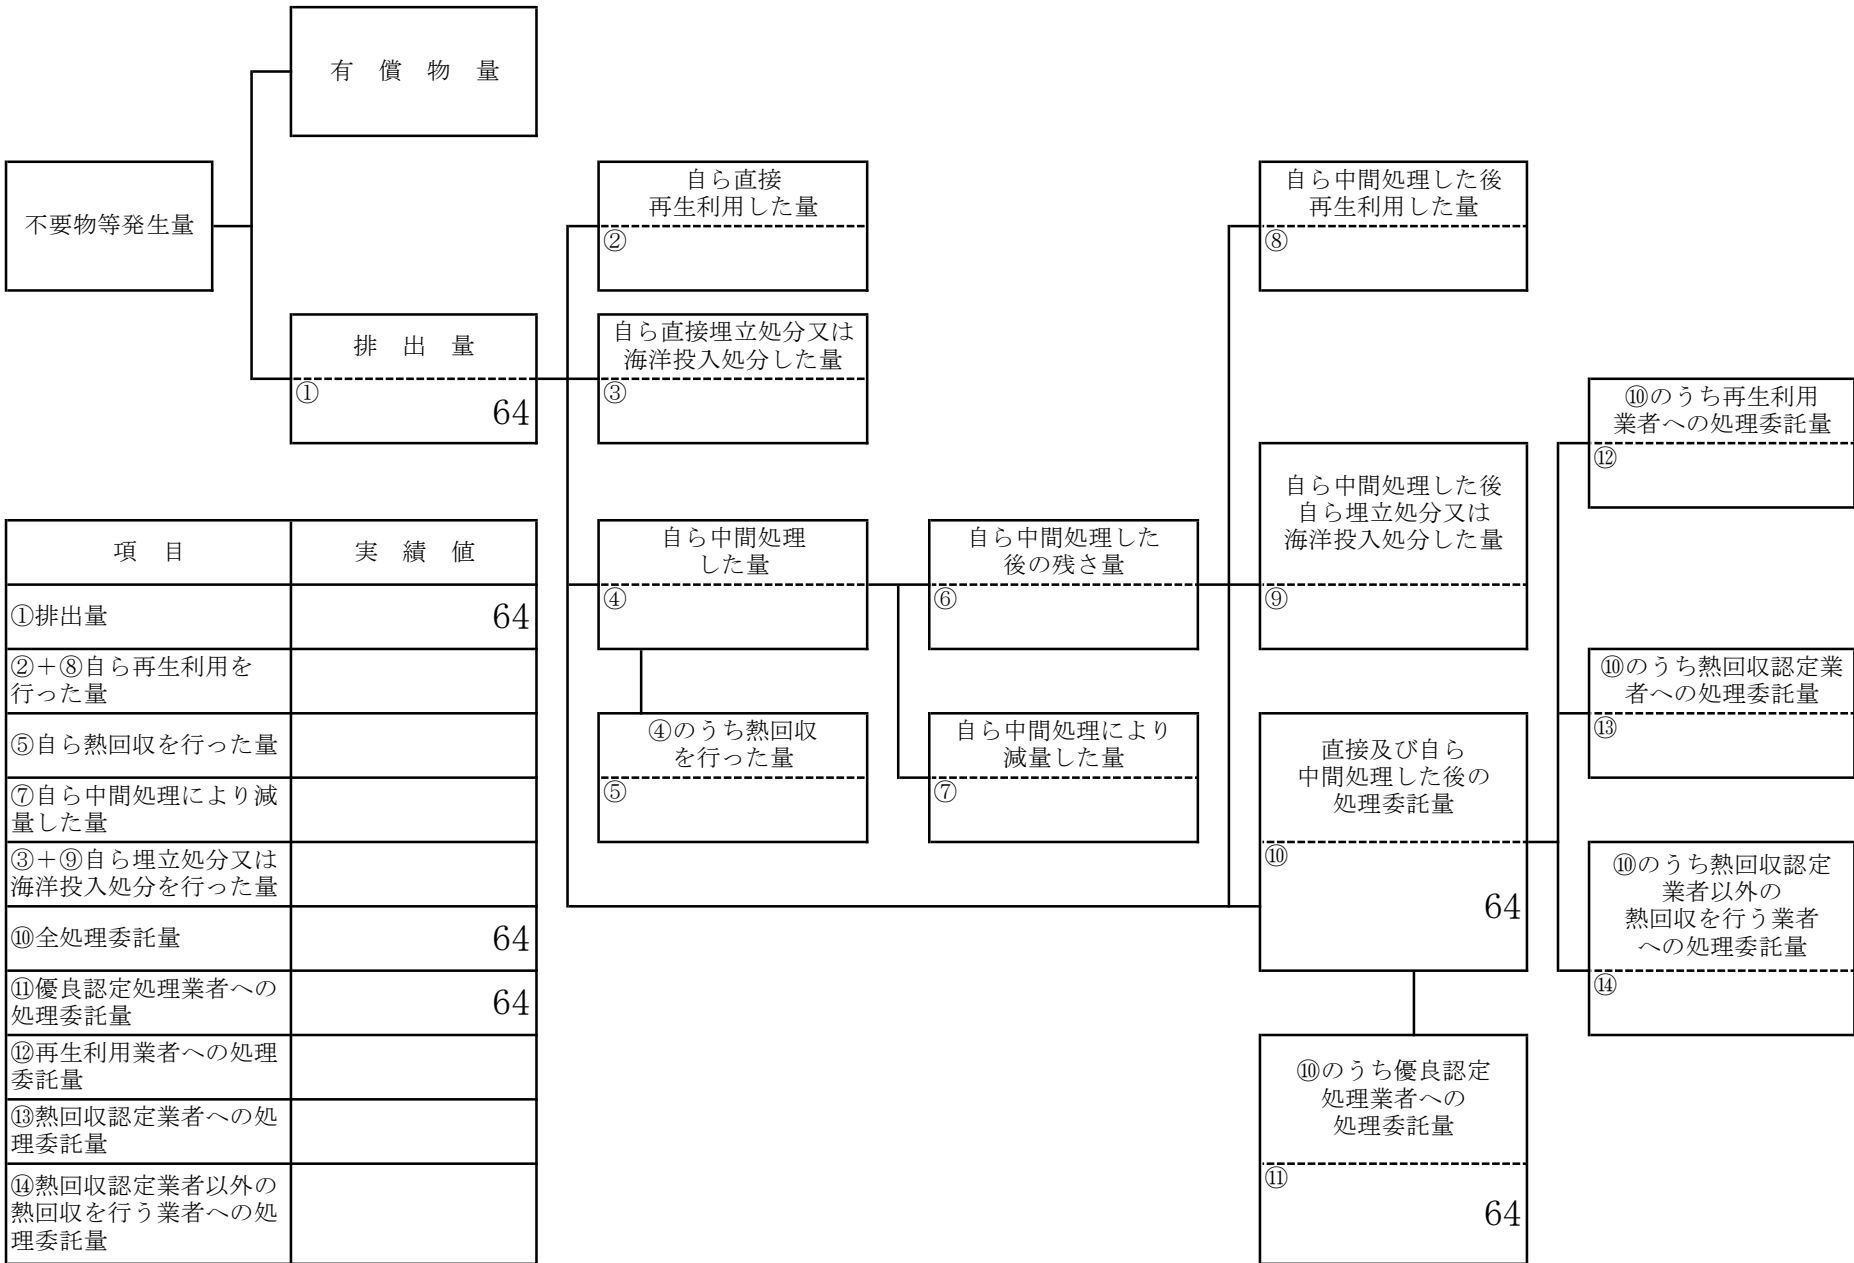 有 償 物 量
不要物等発生量
自ら直接
再生利用した量
②
自ら中間処理した後
再生利用した量
⑧
排 出 量
①
64
自ら直接埋立処分又は
海洋投入処分した量
③
⑩のうち再生利用
業者への処理委託量
⑫
自ら中間処理した後
自ら埋立処分又は
海洋投入処分した量
⑨
自ら中間処理
した量
④
自ら中間処理した
後の残さ量
⑥
⑩のうち熱回収認定業
者への処理委託量
⑬
④のうち熱回収
を行った量
⑤
自ら中間処理により
減量した量
⑦
直接及び自ら
中間処理した後の
処理委託量
⑩
64
⑩のうち熱回収認定
業者以外の
熱回収を行う業者
への処理委託量
⑭
⑩のうち優良認定
処理業者への
処理委託量
⑪
64
項 目 実 績 値
①排出量 64
②＋⑧自ら再生利用を
行った量
⑤自ら熱回収を行った量
⑦自ら中間処理により減
量した量
③＋⑨自ら埋立処分又は
海洋投入処分を行った量
⑩全処理委託量 64
⑪優良認定処理業者への
処理委託量 64
⑫再生利用業者への処理
委託量
⑬熱回収認定業者への処
理委託量
⑭熱回収認定業者以外の
熱回収を行う業者への処
理委託量